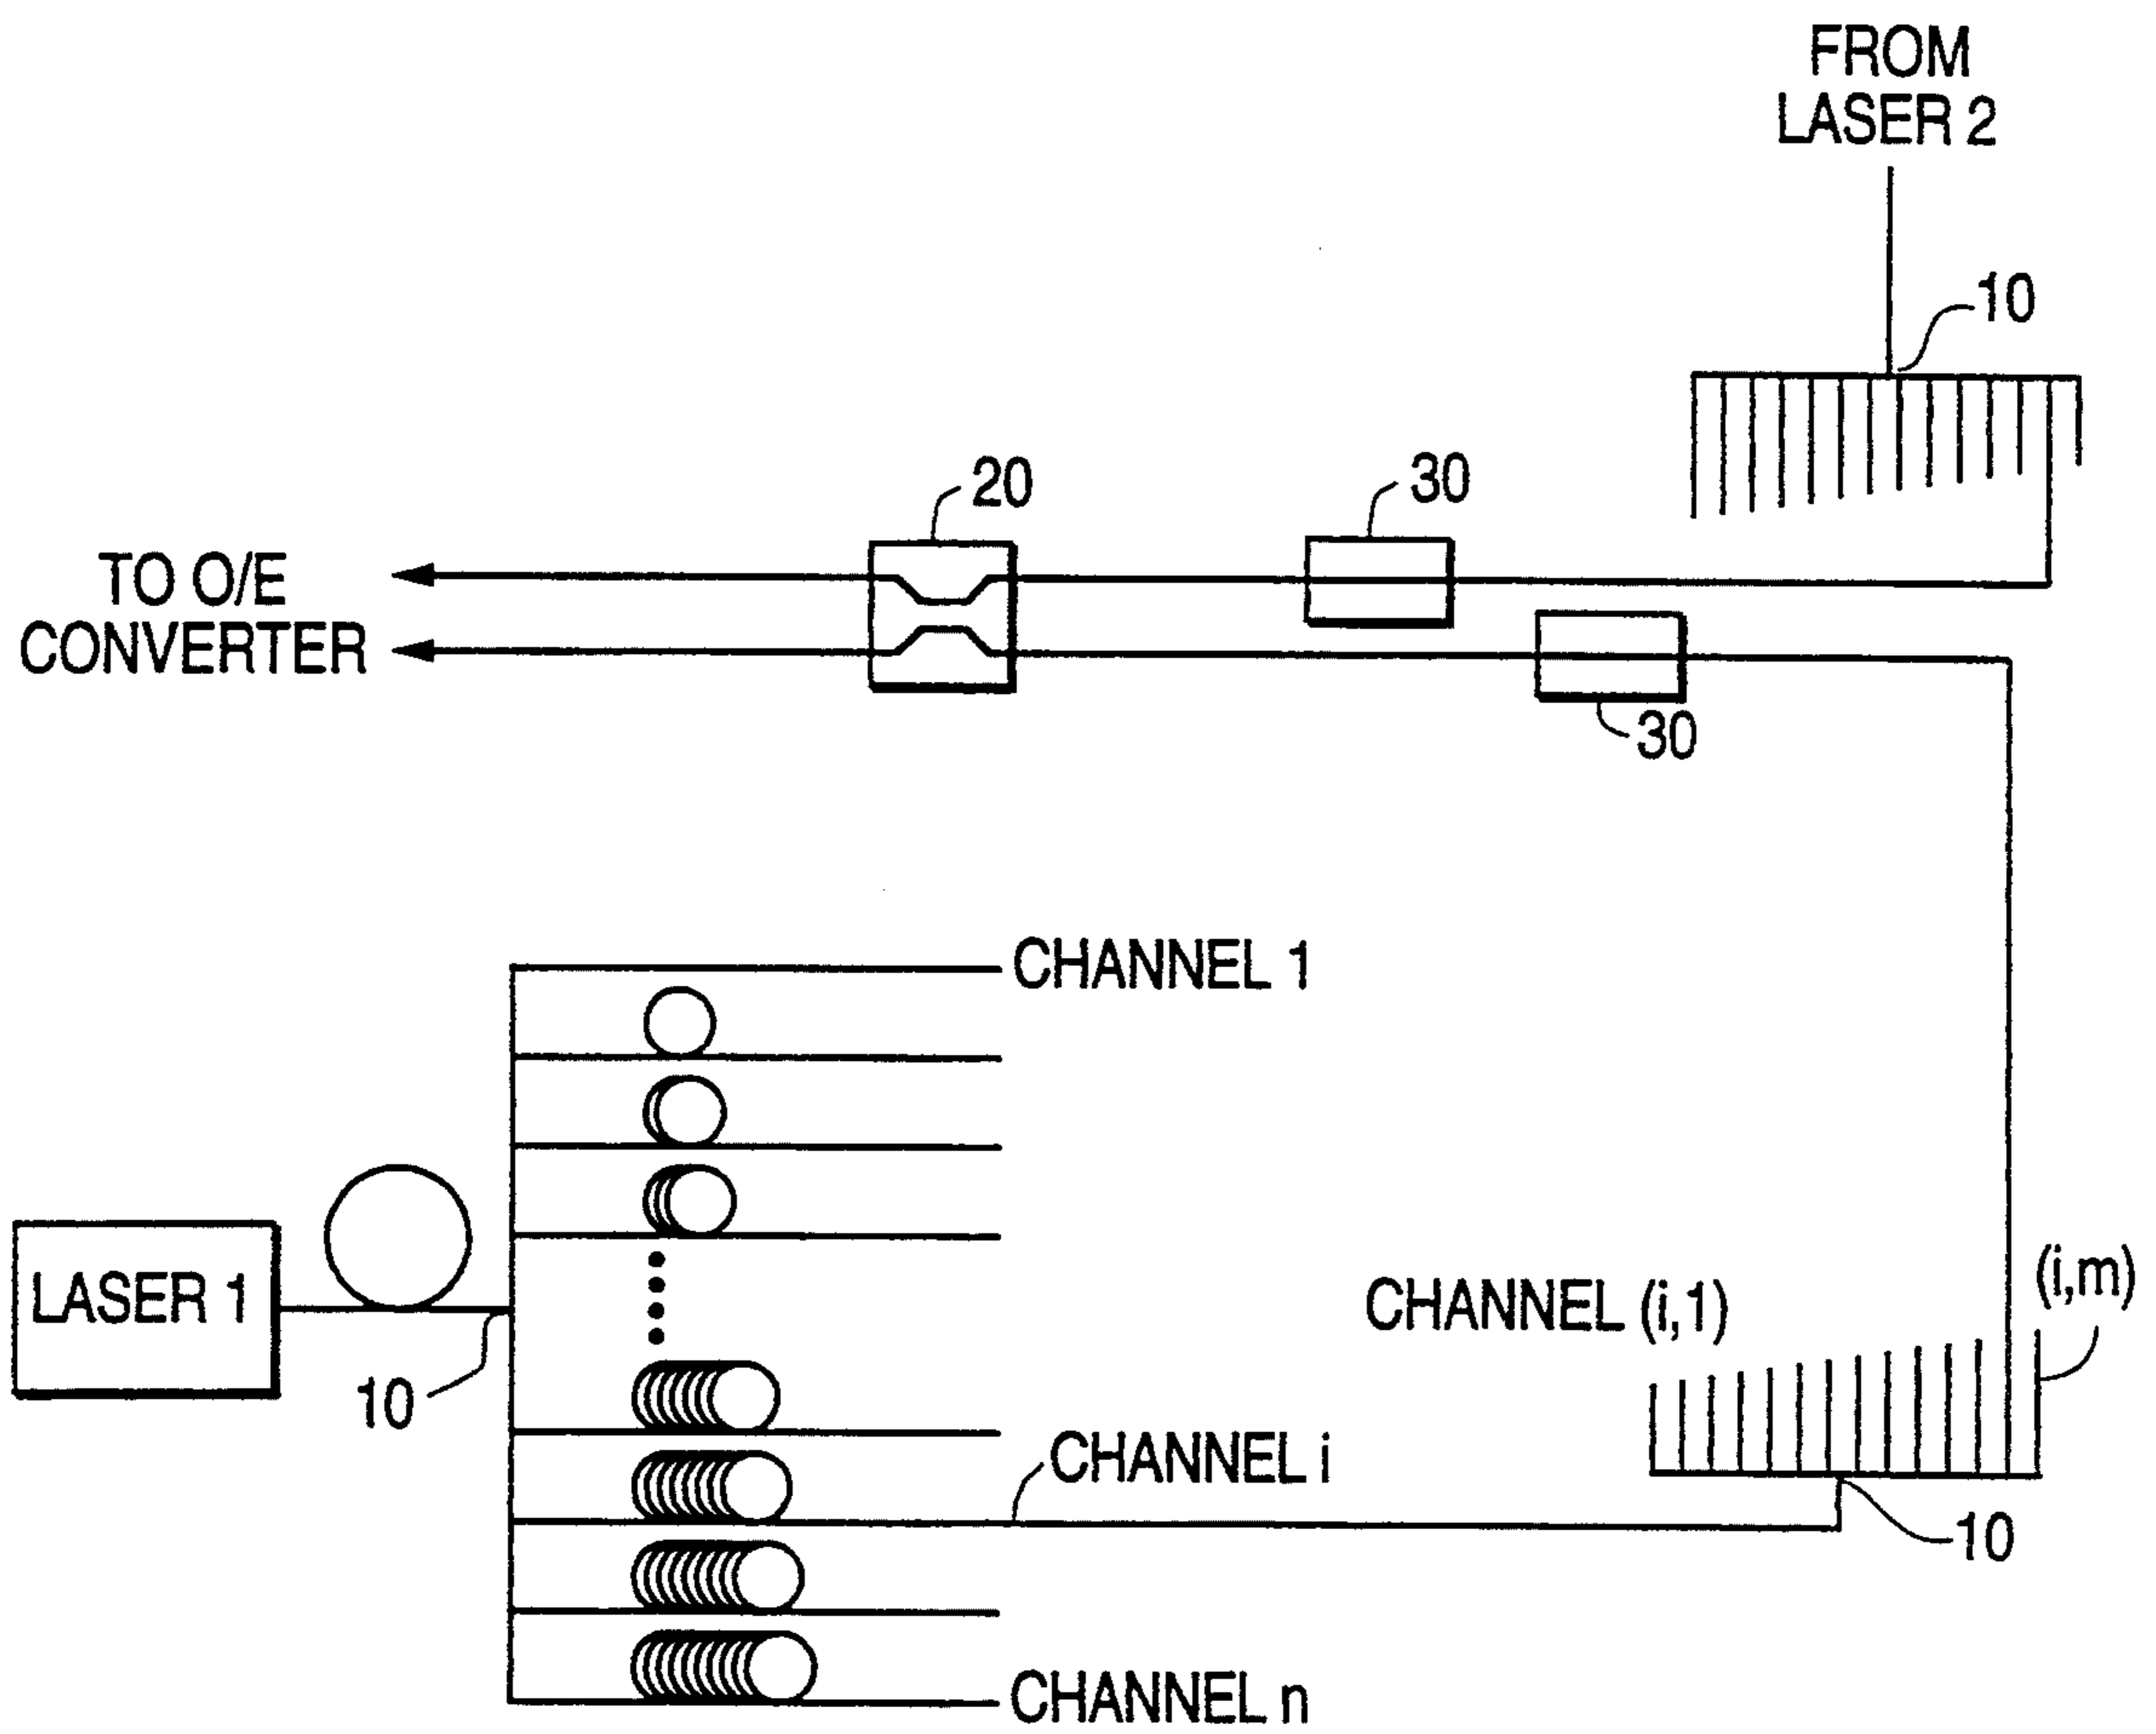 FROM
LASER 2
10
20
30
TO O/E
CONVERTER
30
CHANNEL 1
LASER 1
10
CHANNEL (i,1)
(i,m)
CHANNEL i
10
CHANNEL n